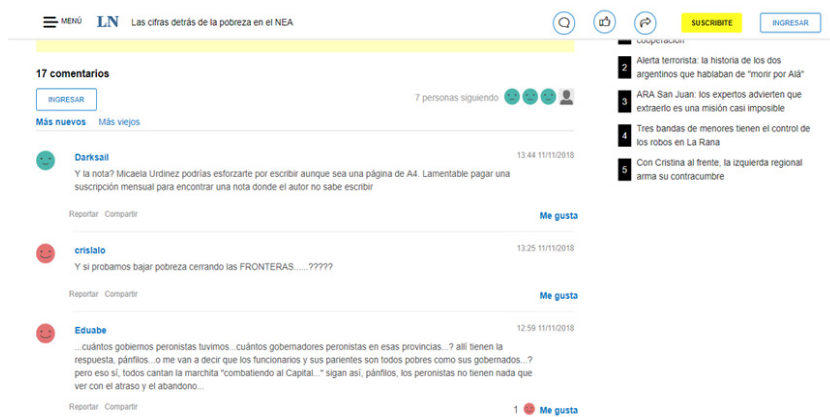 MENÚ LN Las cifras detrás de la pobreza en el NEA SUSCRIBITE INGRESAR
17 comentarios
INGRESAR
7 personas siguiendo
Más nuevos Más viejos
Darksail 13:44 11/11/2018
Y la nota? Micaela Urdinez podrías esforzarte por escribir aunque sea una página de A4. Lamentable pagar una
suscripción mensual para encontrar una nota donde el autor no sabe escribir
Reportar Compartir Me gusta
crislalo 13:25 11/11/2018
Y si probamos bajar pobreza cerrando las FRONTERAS......?????
Reportar Compartir Me gusta
Eduabe 12:59 11/11/2018
...cuántos gobiernos peronistas tuvimos...cuántos gobernadores peronistas en esas provincias...? allí tienen la
respuesta, pánfilos...o me van a decir que los funcionarios y sus parientes son todos pobres como sus gobernados...?
pero eso sí, todos cantan la marchita "combatiendo al Capital..." sigan así, pánfilos, los peronistas no tienen nada que
ver con el atraso y el abandono...
Reportar Compartir 1 Me gusta
cooperación
2 Alerta terrorista: la historia de los dos
argentinos que hablaban de "morir por Alá"
3 ARA San Juan: los expertos advierten que
extraerlo es una misión casi imposible
4 Tres bandas de menores tienen el control de
los robos en La Rana
5 Con Cristina al frente, la izquierda regional
arma su contracumbre